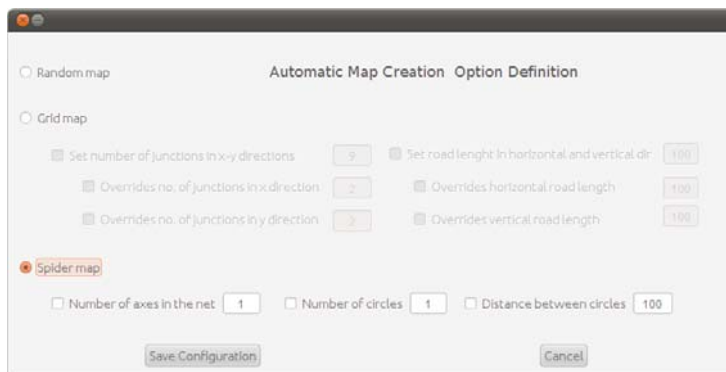 Random map
Automatic Map Creation Option Definition
Grid map
Set number of junctions in x-y directions 9 Set road lenght in horizontal and vertical dir 100
Overrides no. of junctions in x direction 2 Overrides horizontal road length 100
Overrides no. of junctions in y direction Overrides vertical road length 100
Spider map
Number of axes in the net 1 Number of circles 1 Distance between circles 100
Save Configuration Cancel